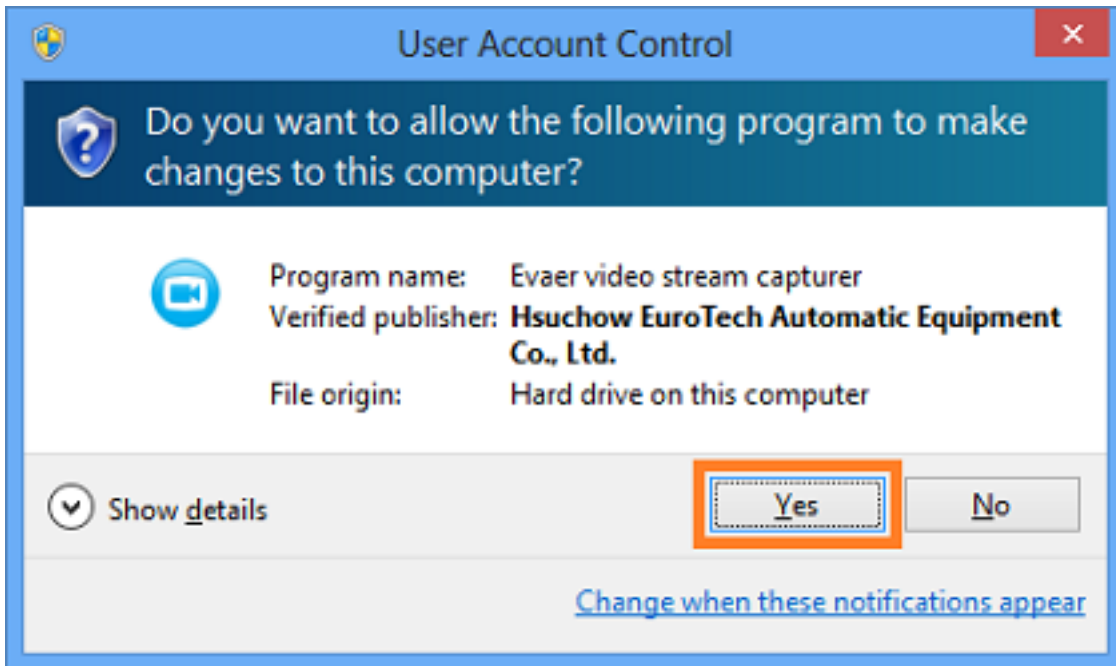 User Account Control
Do you want to allow the following program to make
changes to this computer?
Program name: Evaer video stream capturer
Verified publisher: Hsuchow EuroTech Automatic Equipment
Co., Ltd.
File origin: Hard drive on this computer
Show details
Yes No
Change when these notifications appear